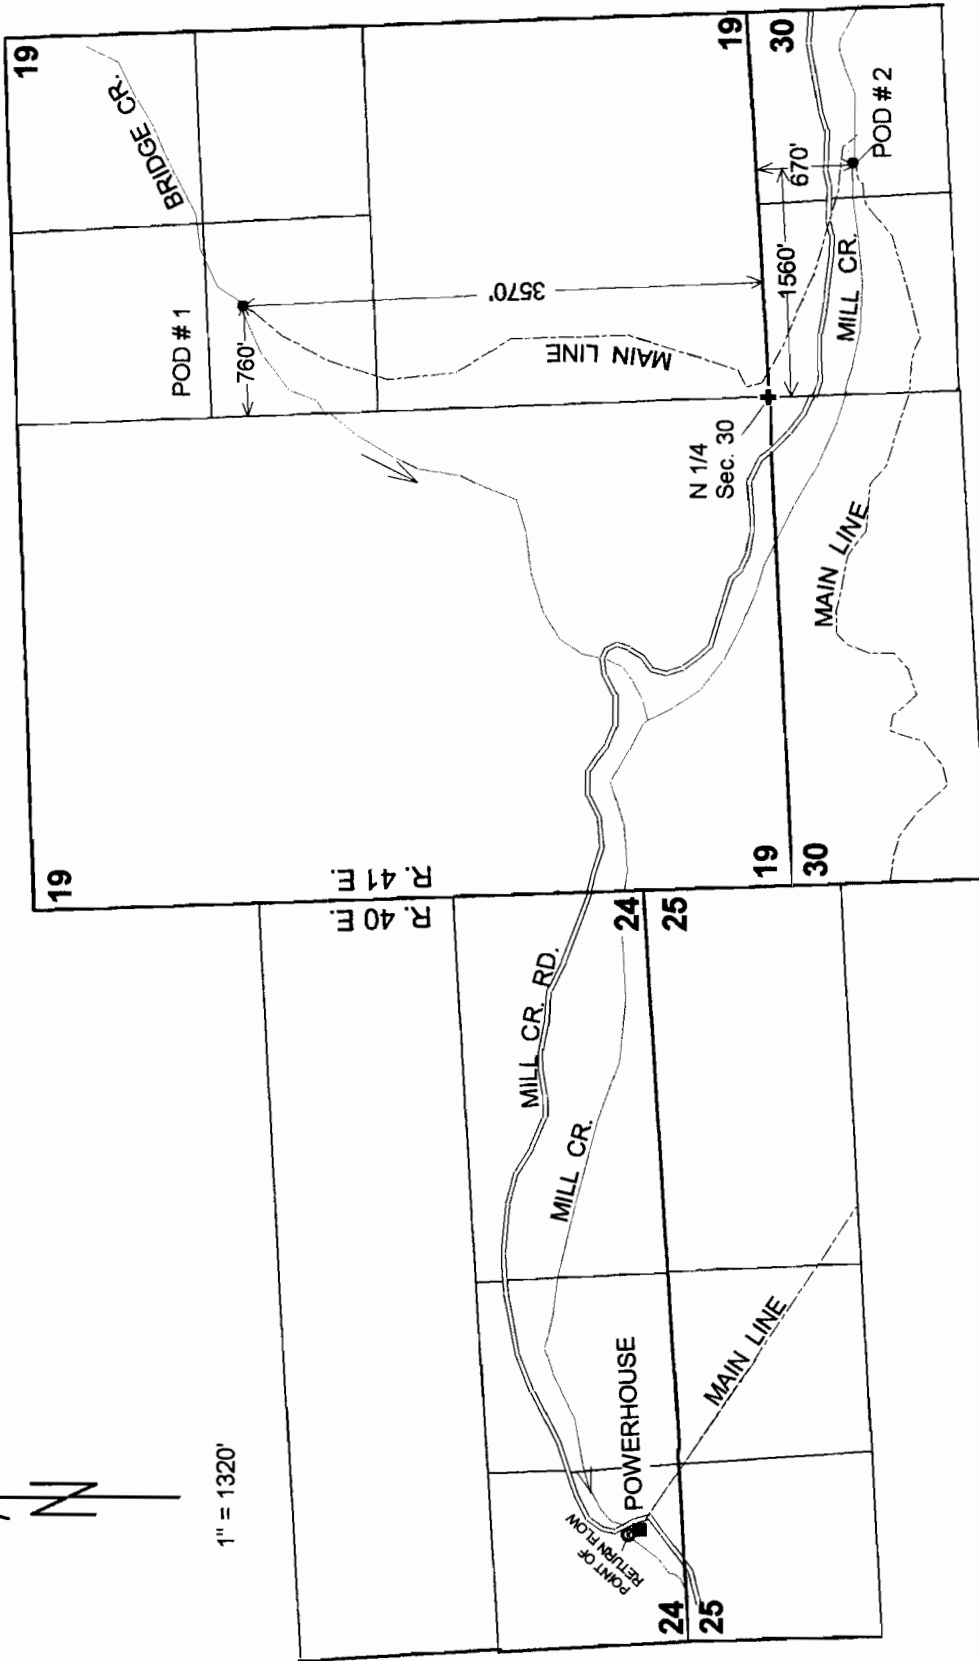 19
BRIDGE CR.
POD # 1
760'
3570'
MAIN LINE
N 1/4
Sec. 30
19
30
670'
1560'
POD # 2
MILL CR.
MAIN LINE
19
R. 41 E.
R. 40 E.
19
30
24
25
MILL CR. RD.
MILL CR.
MAIN LINE
POWERHOUSE
POINT OF
RETURN FLOW
24
25
N
1" = 1320'